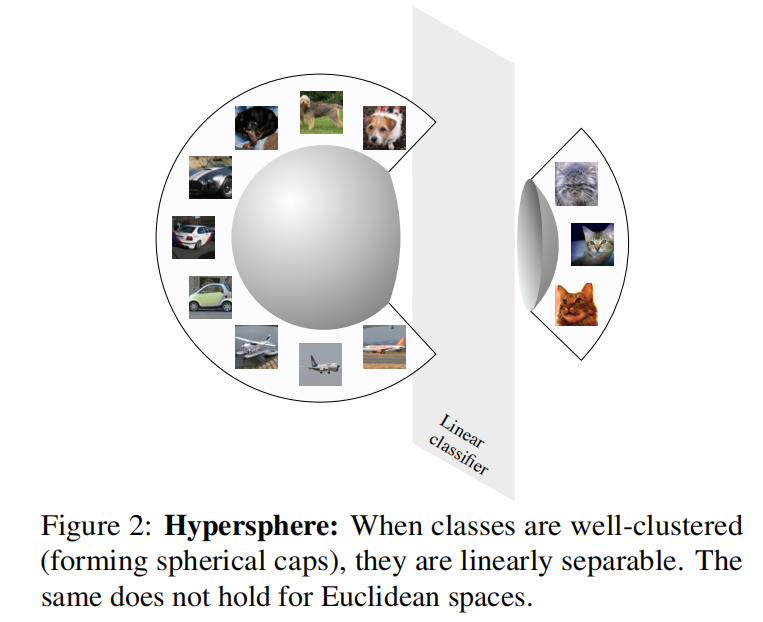 Linear
classifier
Figure 2: Hypersphere: When classes are well-clustered
(forming spherical caps), they are linearly separable. The
same does not hold for Euclidean spaces.